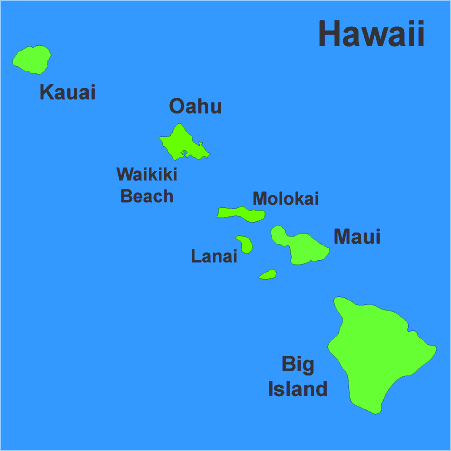 Hawaii
Kauai
Oahu
Waikiki
Beach
Molokai
Maui
Lanai
Big
Island